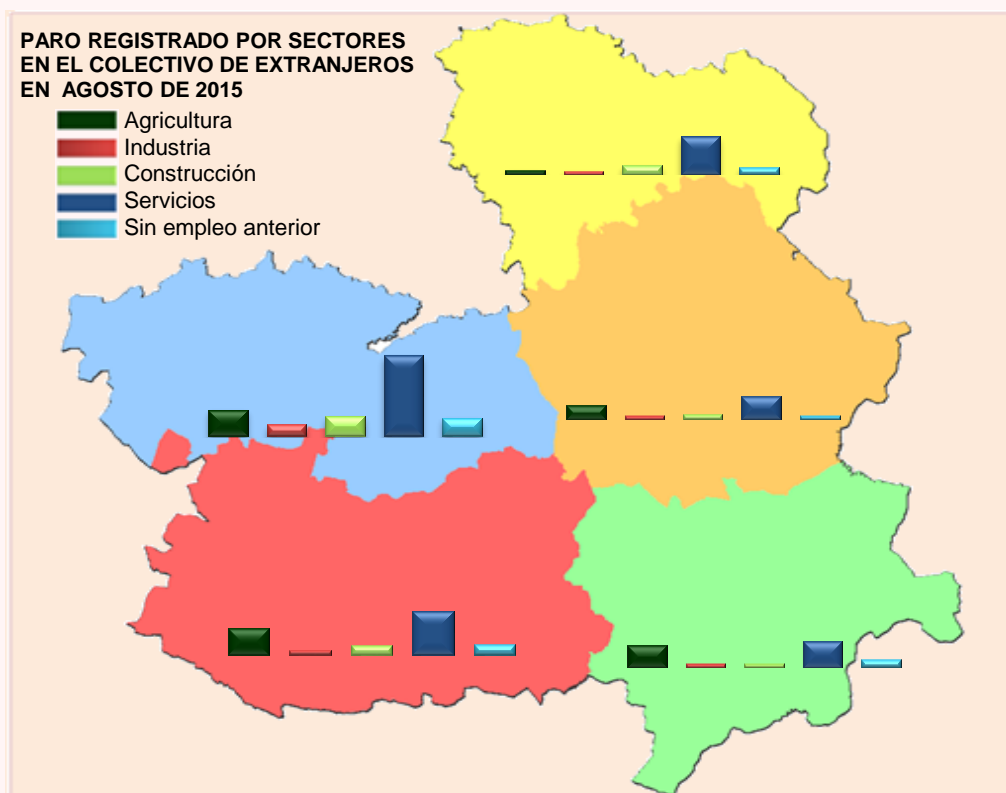 PARO REGISTRADO POR SECTORES
EN EL COLECTIVO DE EXTRANJEROS
EN AGOSTO DE 2015
Agricultura
Industria
Construcción
Servicios
Sin empleo anterior